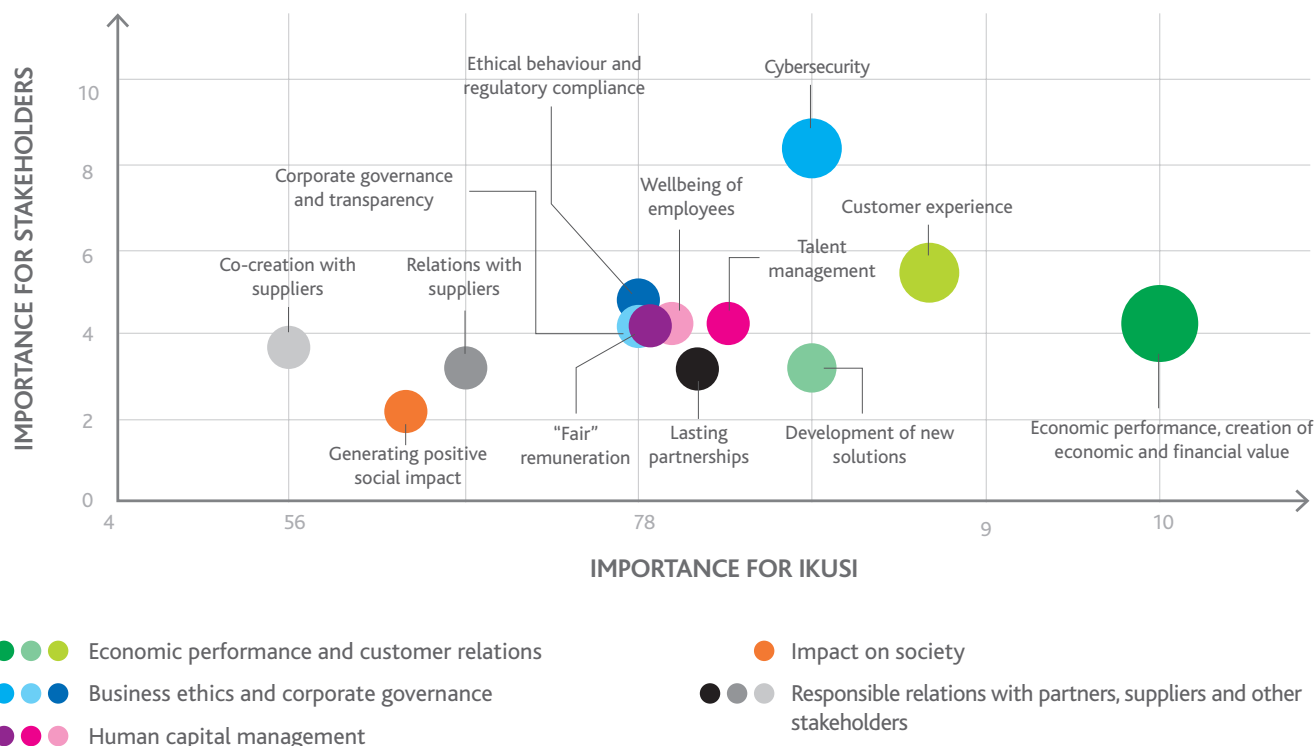 IMPORTANCE FOR STAKEHOLDERS
10
8
6
4
2
0
Ethical behaviour and
regulatory compliance
Cybersecurity
Corporate governance
and transparency
Wellbeing of
employees
Customer experience
Talent
management
Co-creation with
suppliers
Relations with
suppliers
Generating positive
social impact
"Fair"
remuneration
Lasting
partnerships
Development of new
solutions
Economic performance, creation of
economic and financial value
4
56
78
9
10
IMPORTANCE FOR IKUSI
Economic performance and customer relations
Business ethics and corporate governance
Human capital management
Impact on society
Responsible relations with partners, suppliers and other
stakeholders